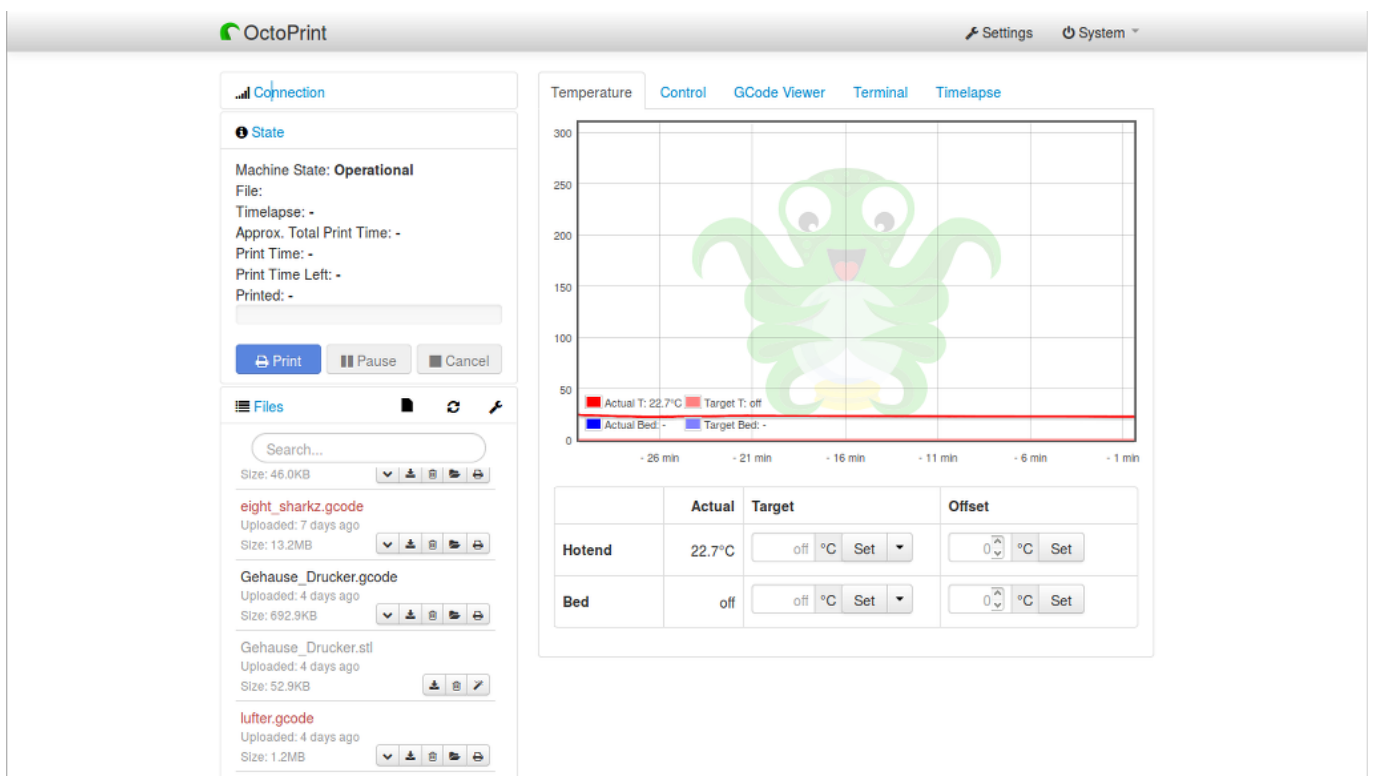 OctoPrint
Settings
System
Connection
State
Machine State: Operational
File:
Timelapse: -
Approx. Total Print Time: -
Print Time: -
Print Time Left: -
Printed: -
Print
Pause
Cancel
Files
Search...
Size: 46.0KB
eight_sharkz.gcode
Uploaded: 7 days ago
Size: 13.2MB
Gehause_Drucker.gcode
Uploaded: 4 days ago
Size: 692.9KB
Gehause_Drucker.stl
Uploaded: 4 days ago
Size: 52.9KB
lufter.gcode
Uploaded: 4 days ago
Size: 1.2MB
Temperature Control GCode Viewer Terminal Timelapse
300
250
200
150
100
50
0
Actual T: 22.7°C Target T: off
Actual Bed: - Target Bed: -
- 26 min - 21 min - 16 min - 11 min - 6 min - 1 min
Actual Target Offset
Hotend 22.7°C off °C Set 0 °C Set
Bed off off °C Set 0 °C Set